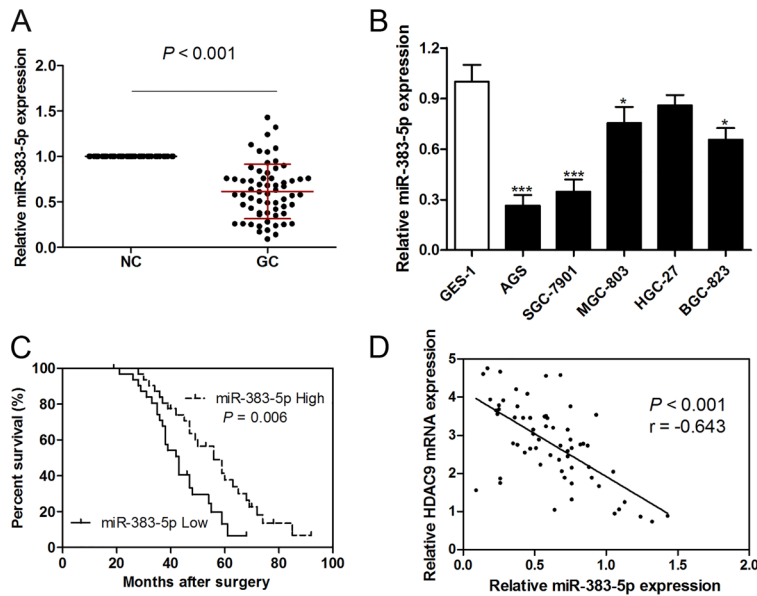 A
P < 0.001
Relative miR-383-5p expression
2.0
1.5
1.0
0.5
0.0
NC GC
B
Relative miR-383-5p expression
1.2
0.9
0.6
0.3
0.0
*** *** * *
GES-1 AGS SGC-7901 MGC-803 HGC-27 BGC-823
C
Percent survival (%)
100
80
60
40
20
0
miR-383-5p High
P = 0.006
miR-383-5p Low
0 20 40 60 80 100
Months after surgery
D
Relative HDAC9 mRNA expression
5
4
3
2
1
0
P < 0.001
r = -0.643
0.0 0.5 1.0 1.5 2.0
Relative miR-383-5p expression